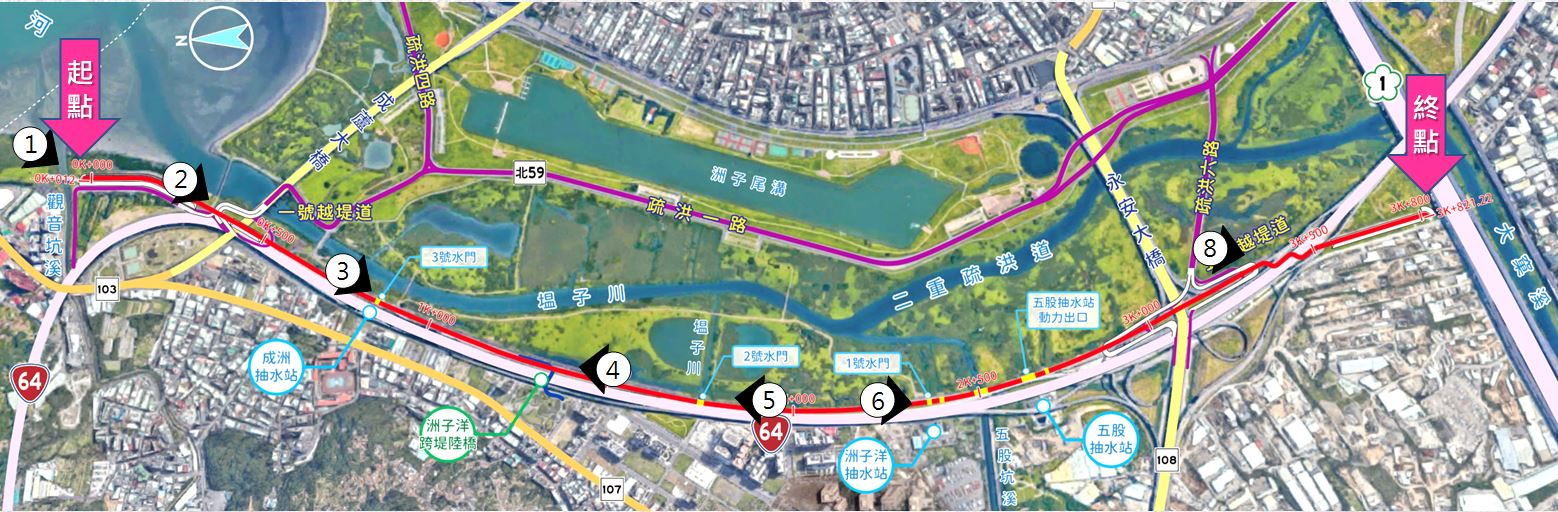 河
N
起點
1
0K+000
-0K+012
2
觀音坑溪
103
64
疏洪四路
成蘆大橋
一號越堤道
0K+500
北59
洲子尾溝
疏洪一路
3
3號水門
塭子川
1K+000
成洲
抽水站
4
洲子洋
跨堤陸橋
107
塭子川
2號水門
5
+000
64
1號水門
6
洲子洋
抽水站
二重疏洪道
五股抽水站
動力出口
2K+500
五股坑溪
五股
抽水站
永安大橋
3K+000
108
疏洪六路
8
越堤道
3K+500
1
終點
3K+800
3K+821.22
大窠溪